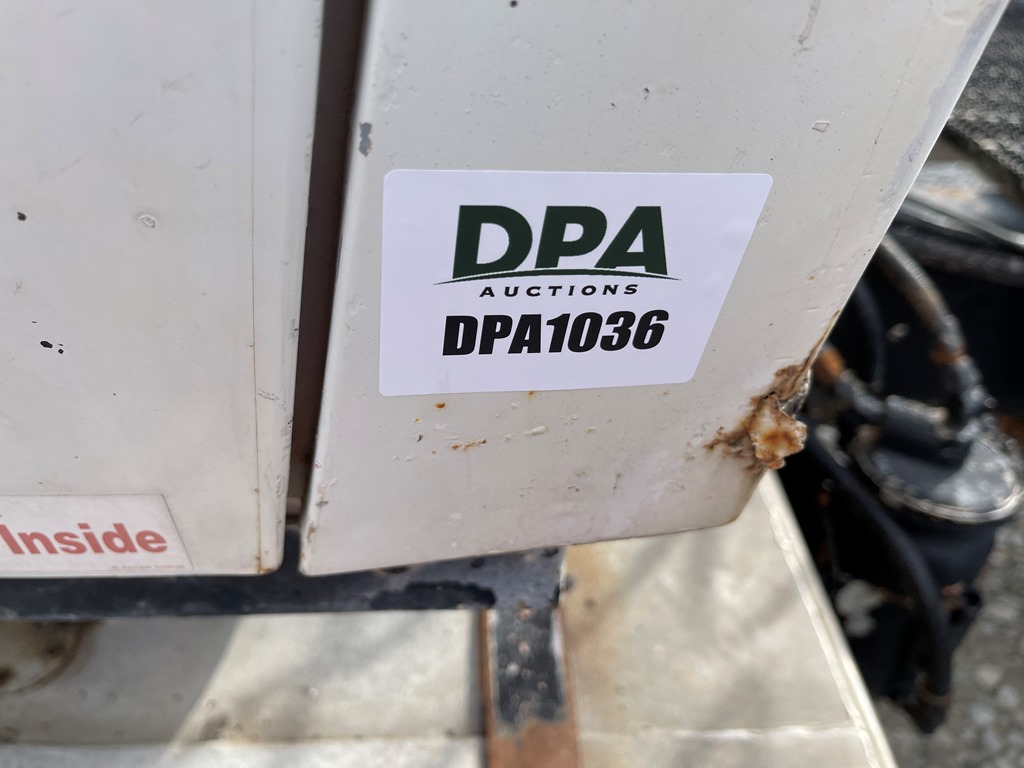 DPA
AUCTIONS
DPA1036
Inside